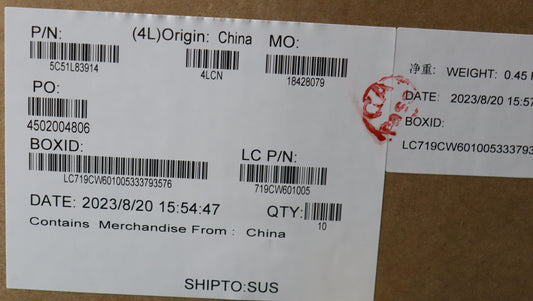 P/N: (4L)Origin: China MO:
5C51L83914 4LCN 18428079
PO:
4502004806
BOXID: LC P/N:
LC719CW601005333793576 719CW601005
DATE: 2023/8/20 15:54:47 QTY:
10
Contains Merchandise From : China
SHIPTO:SUS
净重: WEIGHT: 0.45
DATE: 2023/8/20 15:57
BOXID:
LC719CW601005333793